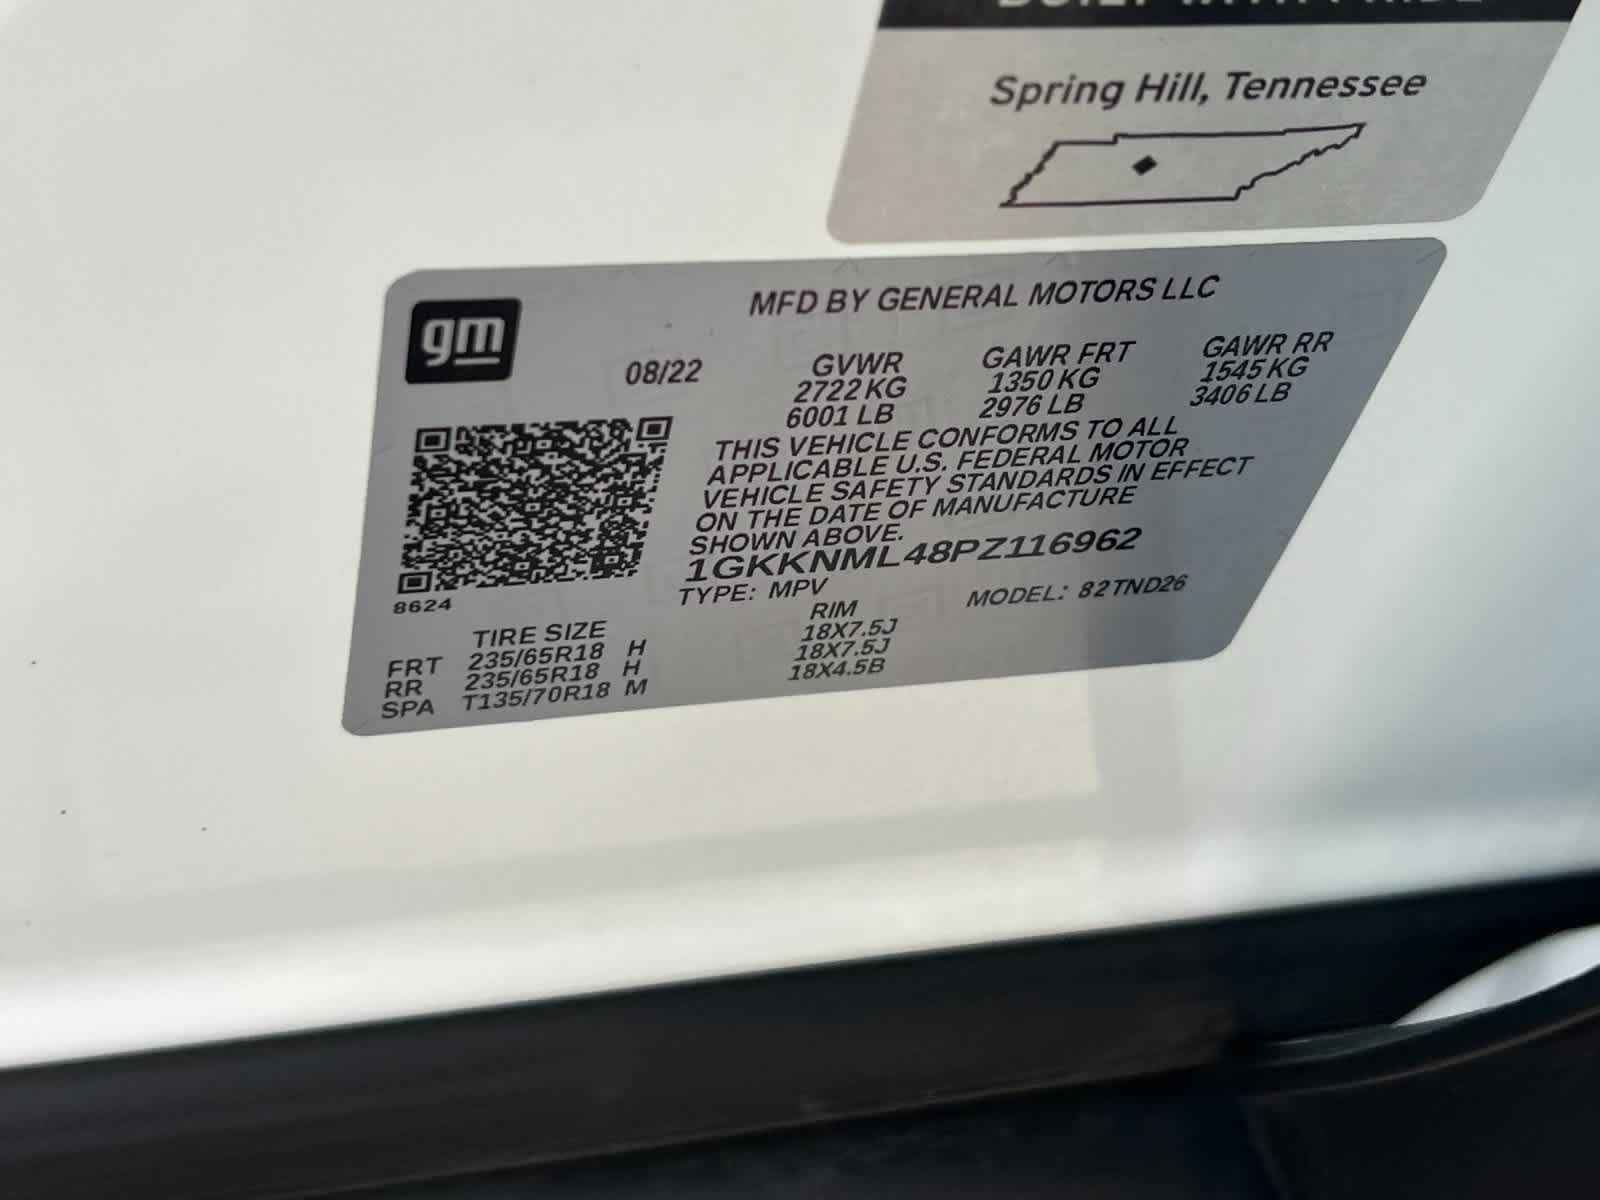 Spring Hill, Tennessee
gm
MFD BY GENERAL MOTORS LLC
08/22
GVWR
2722 KG
6001 LB
GAWR FRT
1350 KG
2976 LB
GAWR RR
1545 KG
3406 LB
THIS VEHICLE CONFORMS TO ALL
APPLICABLE U.S. FEDERAL MOTOR
VEHICLE SAFETY STANDARDS IN EFFECT
ON THE DATE OF MANUFACTURE
SHOWN ABOVE.
1GKKNML48PZ116962
TYPE: MPV MODEL: 82TND26
8624
TIRE SIZE RIM
FRT 235/65R18 H 18X7.5J
RR 235/65R18 H 18X7.5J
SPA T135/70R18 M 18X4.5B